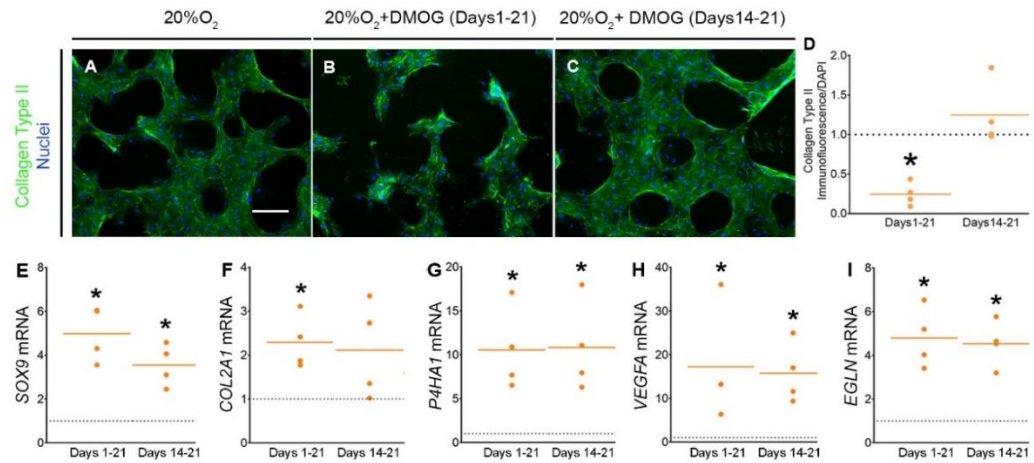 20%O₂ 20%O₂+DMOG (Days1-21) 20%O₂+ DMOG (Days14-21)
Collagen Type II
Nuclei
A
B
C
D
Collagen Type II
Immunofluorescence/DAPI
2.0
1.5
1.0
0.5
0.0
*
Days1-21 Days14-21
E
SOX9 mRNA
8
6
4
2
0
* *
Days 1-21 Days 14-21
F
COL2A1 mRNA
4
3
2
1
0
*
Days 1-21 Days 14-21
G
P4HA1 mRNA
20
15
10
5
0
* *
Days 1-21 Days 14-21
H
VEGFA mRNA
40
30
20
10
0
* *
Days 1-21 Days 14-21
I
EGLN mRNA
8
6
4
2
0
* *
Days 1-21 Days 14-21